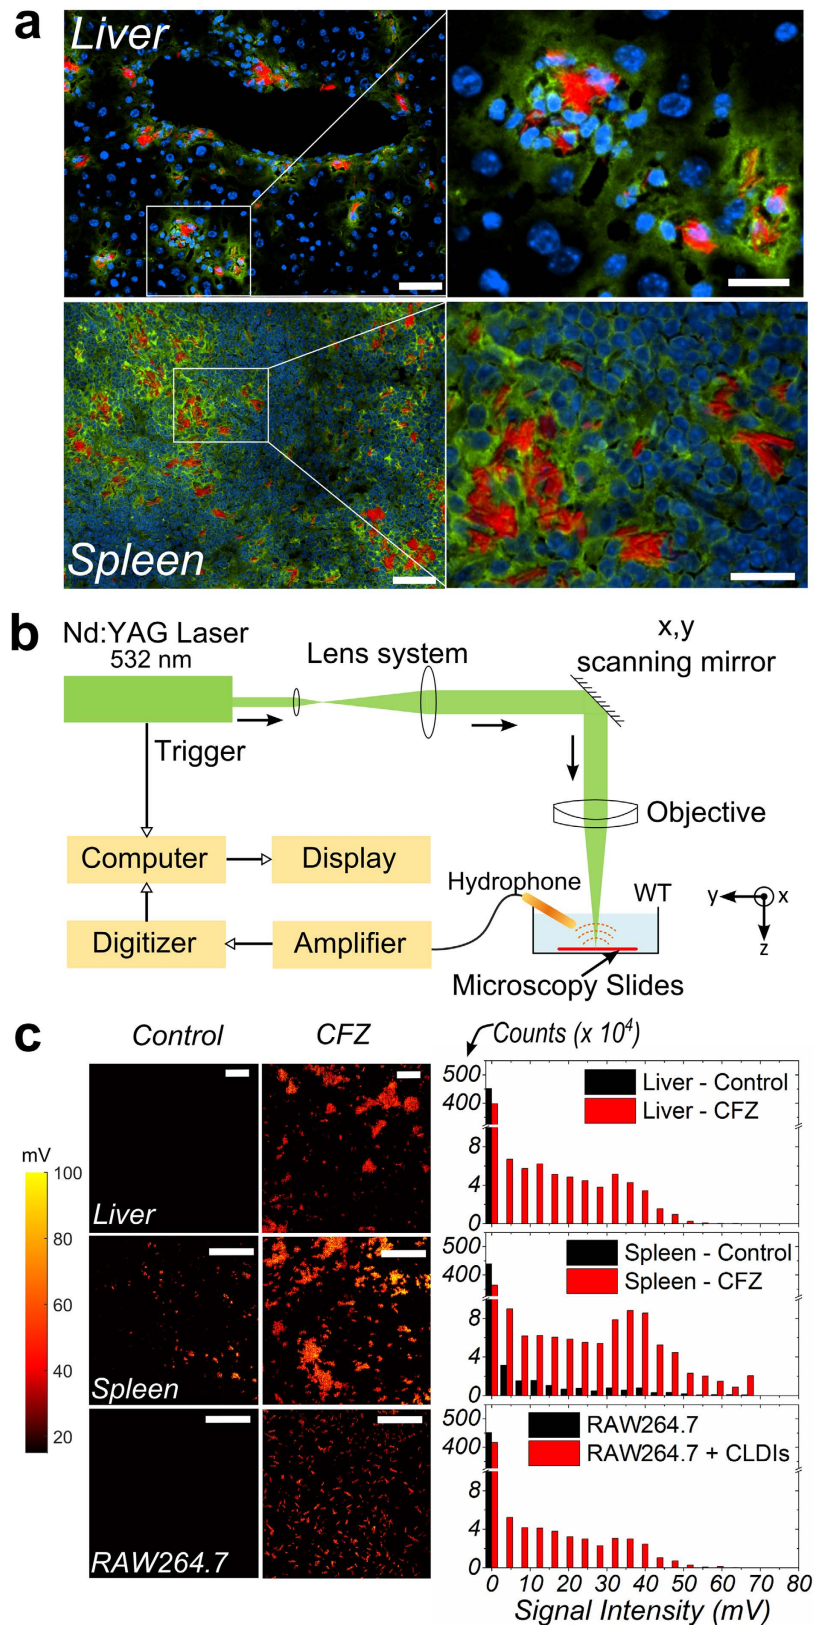 a
Liver
Spleen
b
Nd:YAG Laser
532 nm
Lens system
x,y
scanning mirror
Trigger
Objective
Computer
Display
Hydrophone
WT
y
x
z
Digitizer
Amplifier
Microscopy Slides
c
Control
CFZ
Counts (x 10⁴)
mV
100
80
60
40
20
Liver
Spleen
RAW264.7
500
400
8
4
0
Liver - Control
Liver - CFZ
500
400
8
4
0
Spleen - Control
Spleen - CFZ
500
400
8
4
0
RAW264.7
RAW264.7 + CLDIs
0 10 20 30 40 50 60 70 80
Signal Intensity (mV)